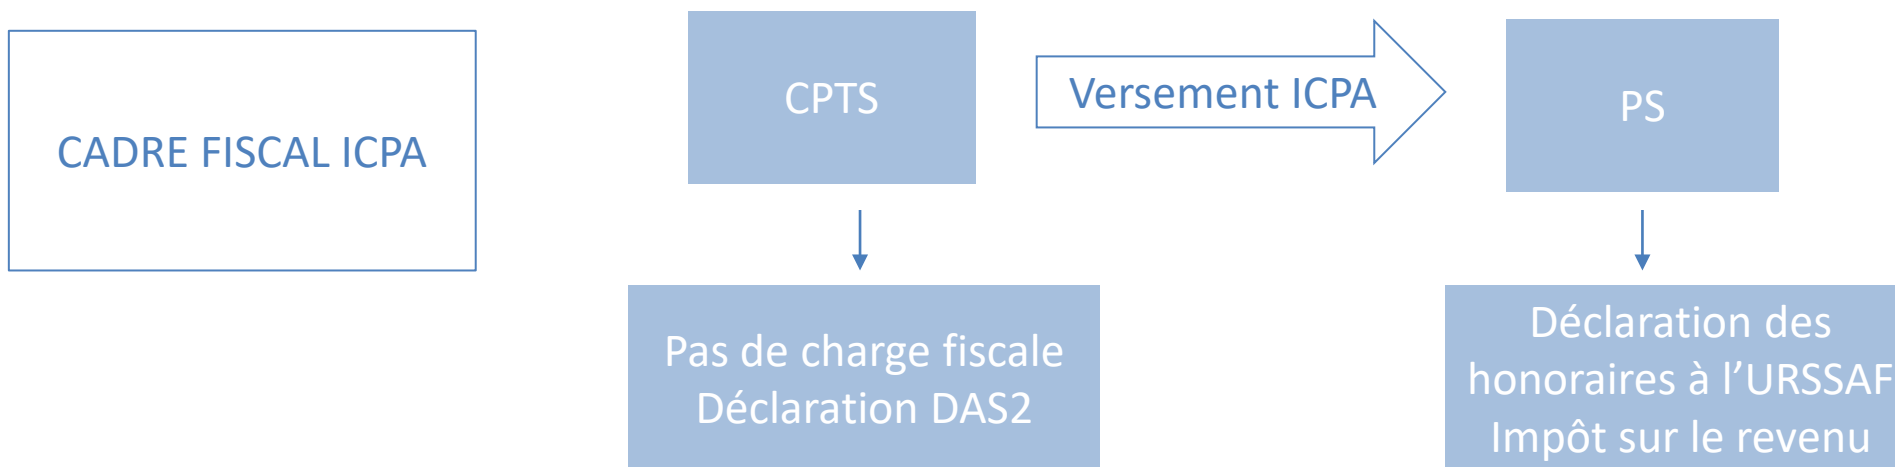 CADRE FISCAL ICPA
CPTS
Versement ICPA
PS
Pas de charge fiscale
Déclaration DAS2
Déclaration des
honoraires à l’URSSAF
Impôt sur le revenu